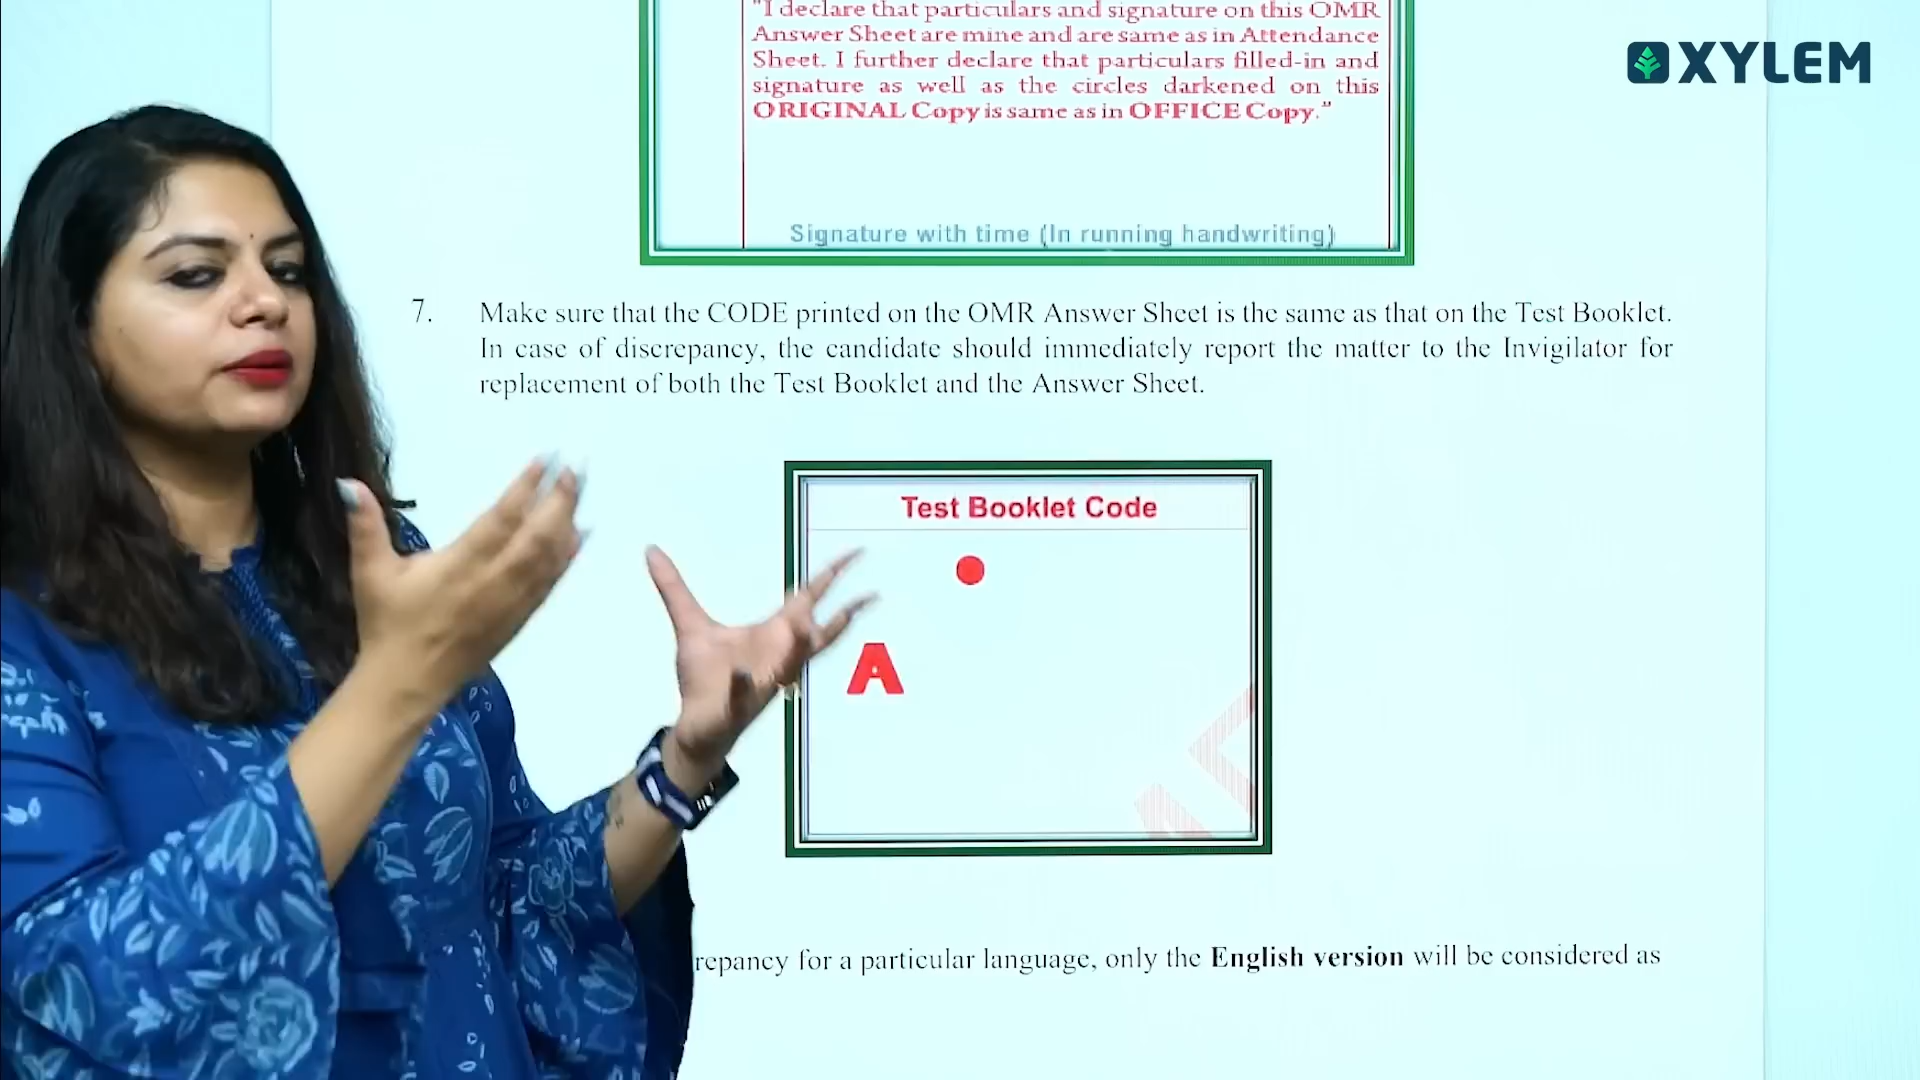 "I declare that particulars and signature on this OMR
XYLEM
Answer Sheet are mine and are same as in Attendance
Sheet. I further declare that particulars filled-in and
signature as well as the circles darkened on this
ORIGINAL Copy is same as in OFFICE Copy."
Signature with time (In running handwriting)
7. Make sure that the CODE printed on the OMR Answer Sheet is the same as that on the Test Booklet.
In case of discrepancy, the candidate should immediately report the matter to the Invigilator for
replacement of both the Test Booklet and the Answer Sheet.
Test Booklet Code
A
repancy for a particular language, only the English version will be considered as